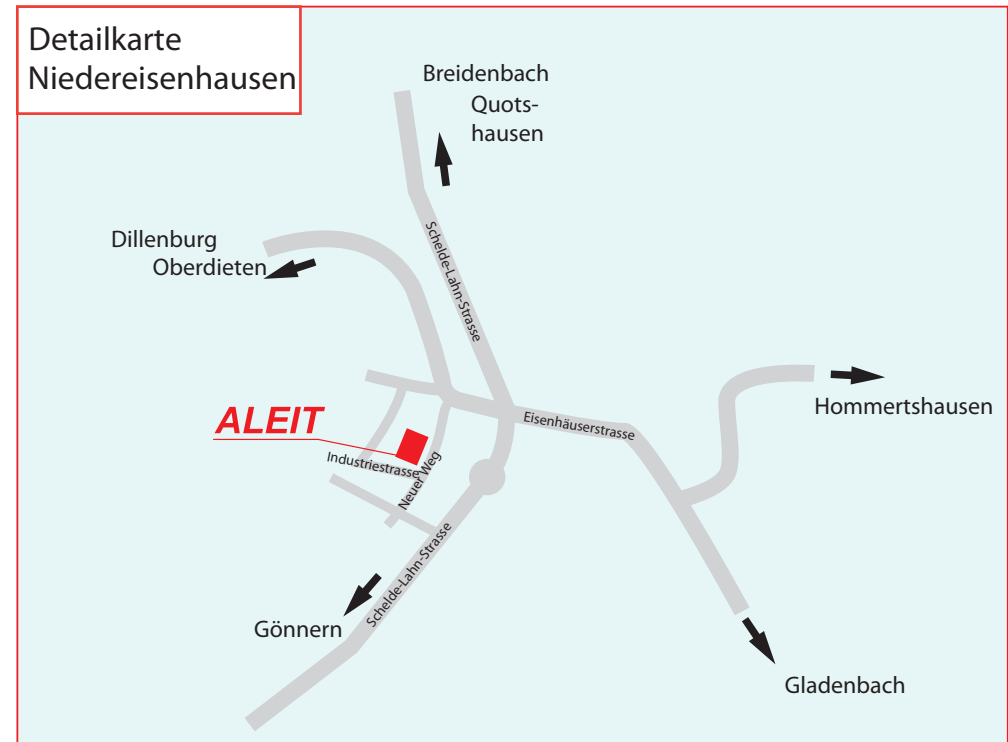 Detailkarte
Niedereisenhausen
Breidenbach
Quots-
hausen
Schelde-Lahn-Strasse
Dillenburg
Oberdieten
Hommertshausen
ALEIT
Eisenhäuserstrasse
Industriestrasse
Neuer Weg
Schelde-Lahn-Strasse
Gönnern
Gladenbach